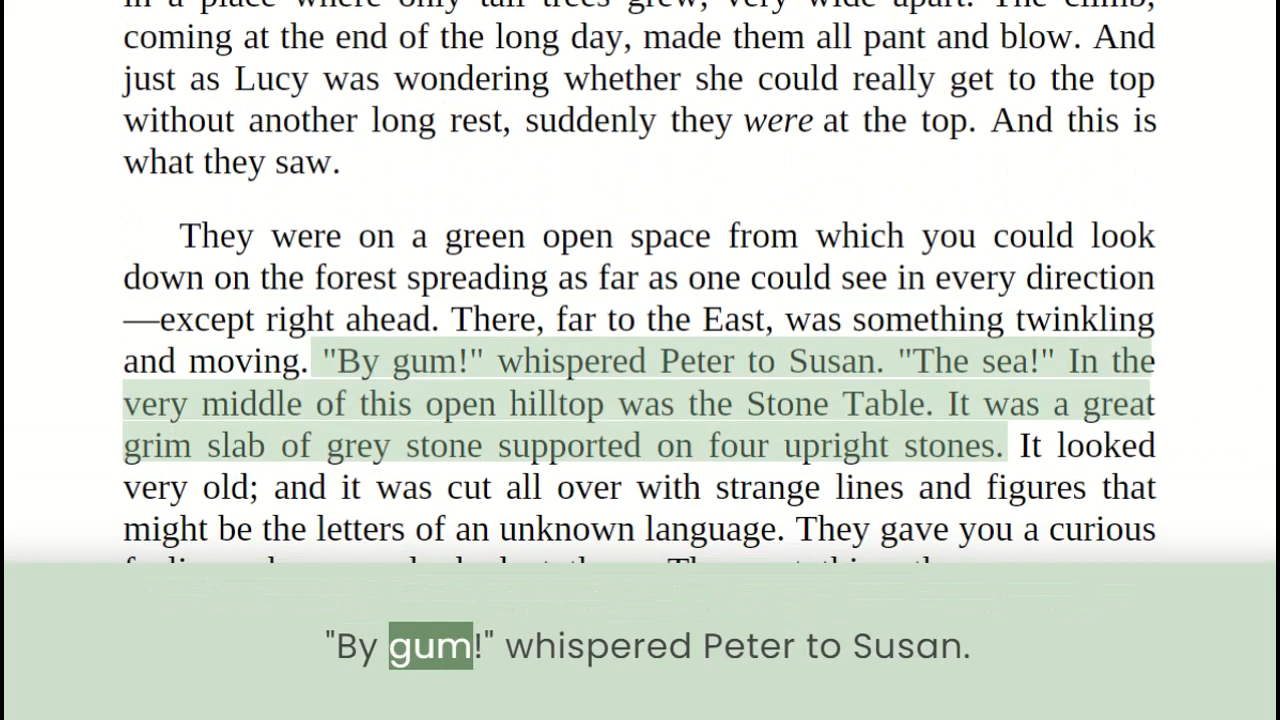 coming at the end of the long day, made them all pant and blow. And
just as Lucy was wondering whether she could really get to the top
without another long rest, suddenly they were at the top. And this is
what they saw.
They were on a green open space from which you could look
down on the forest spreading as far as one could see in every direction
—except right ahead. There, far to the East, was something twinkling
and moving. "By gum!" whispered Peter to Susan. "The sea!" In the
very middle of this open hilltop was the Stone Table. It was a great
grim slab of grey stone supported on four upright stones. It looked
very old; and it was cut all over with strange lines and figures that
might be the letters of an unknown language. They gave you a curious
"By gum!" whispered Peter to Susan.